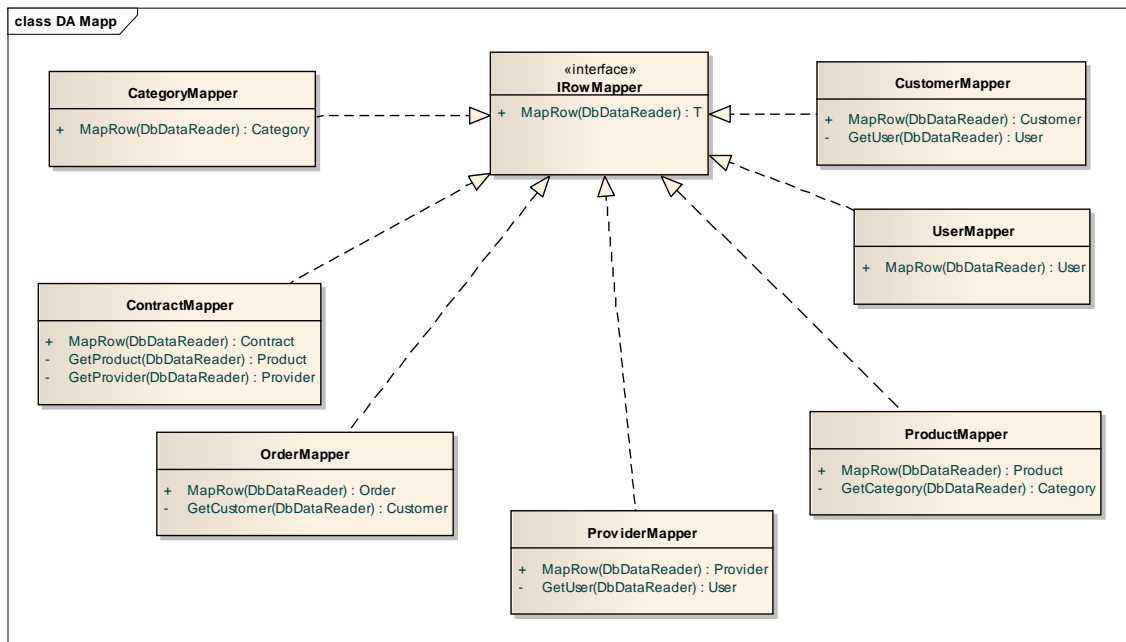 class DA Mapp
«interface»
IRowMapper
+ MapRow(DbDataReader) : T
CategoryMapper
+ MapRow(DbDataReader) : Category
CustomerMapper
+ MapRow(DbDataReader) : Customer
- GetUser(DbDataReader) : User
UserMapper
+ MapRow(DbDataReader) : User
ContractMapper
+ MapRow(DbDataReader) : Contract
- GetProduct(DbDataReader) : Product
- GetProvider(DbDataReader) : Provider
OrderMapper
+ MapRow(DbDataReader) : Order
- GetCustomer(DbDataReader) : Customer
ProductMapper
+ MapRow(DbDataReader) : Product
- GetCategory(DbDataReader) : Category
ProviderMapper
+ MapRow(DbDataReader) : Provider
- GetUser(DbDataReader) : User